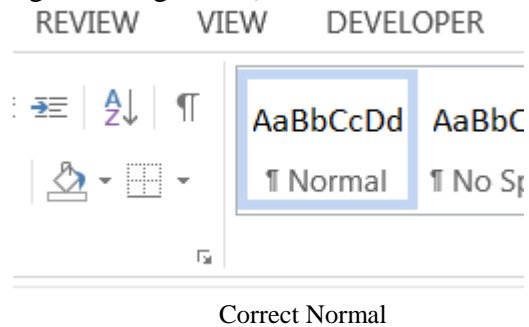 REVIEW VIEW DEVELOPER
A Z ¶ AaBbCcDd AaBbC
¶ Normal ¶ No Sp
Correct Normal